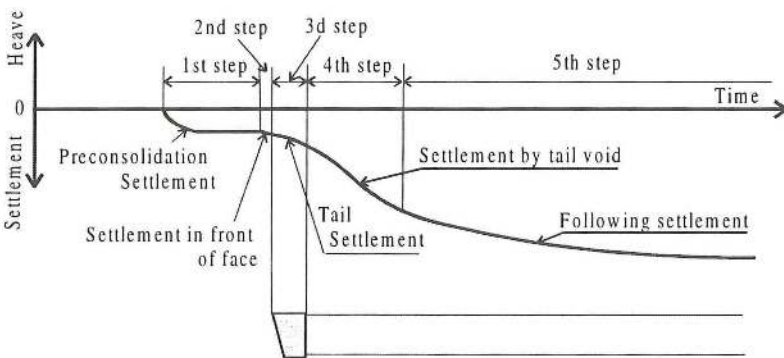 Heave
Settlement
0
2nd step
3d step
1st step
4th step
5th step
Time
Preconsolidation
Settlement
Settlement in front
of face
Tail
Settlement
Settlement by tail void
Following settlement